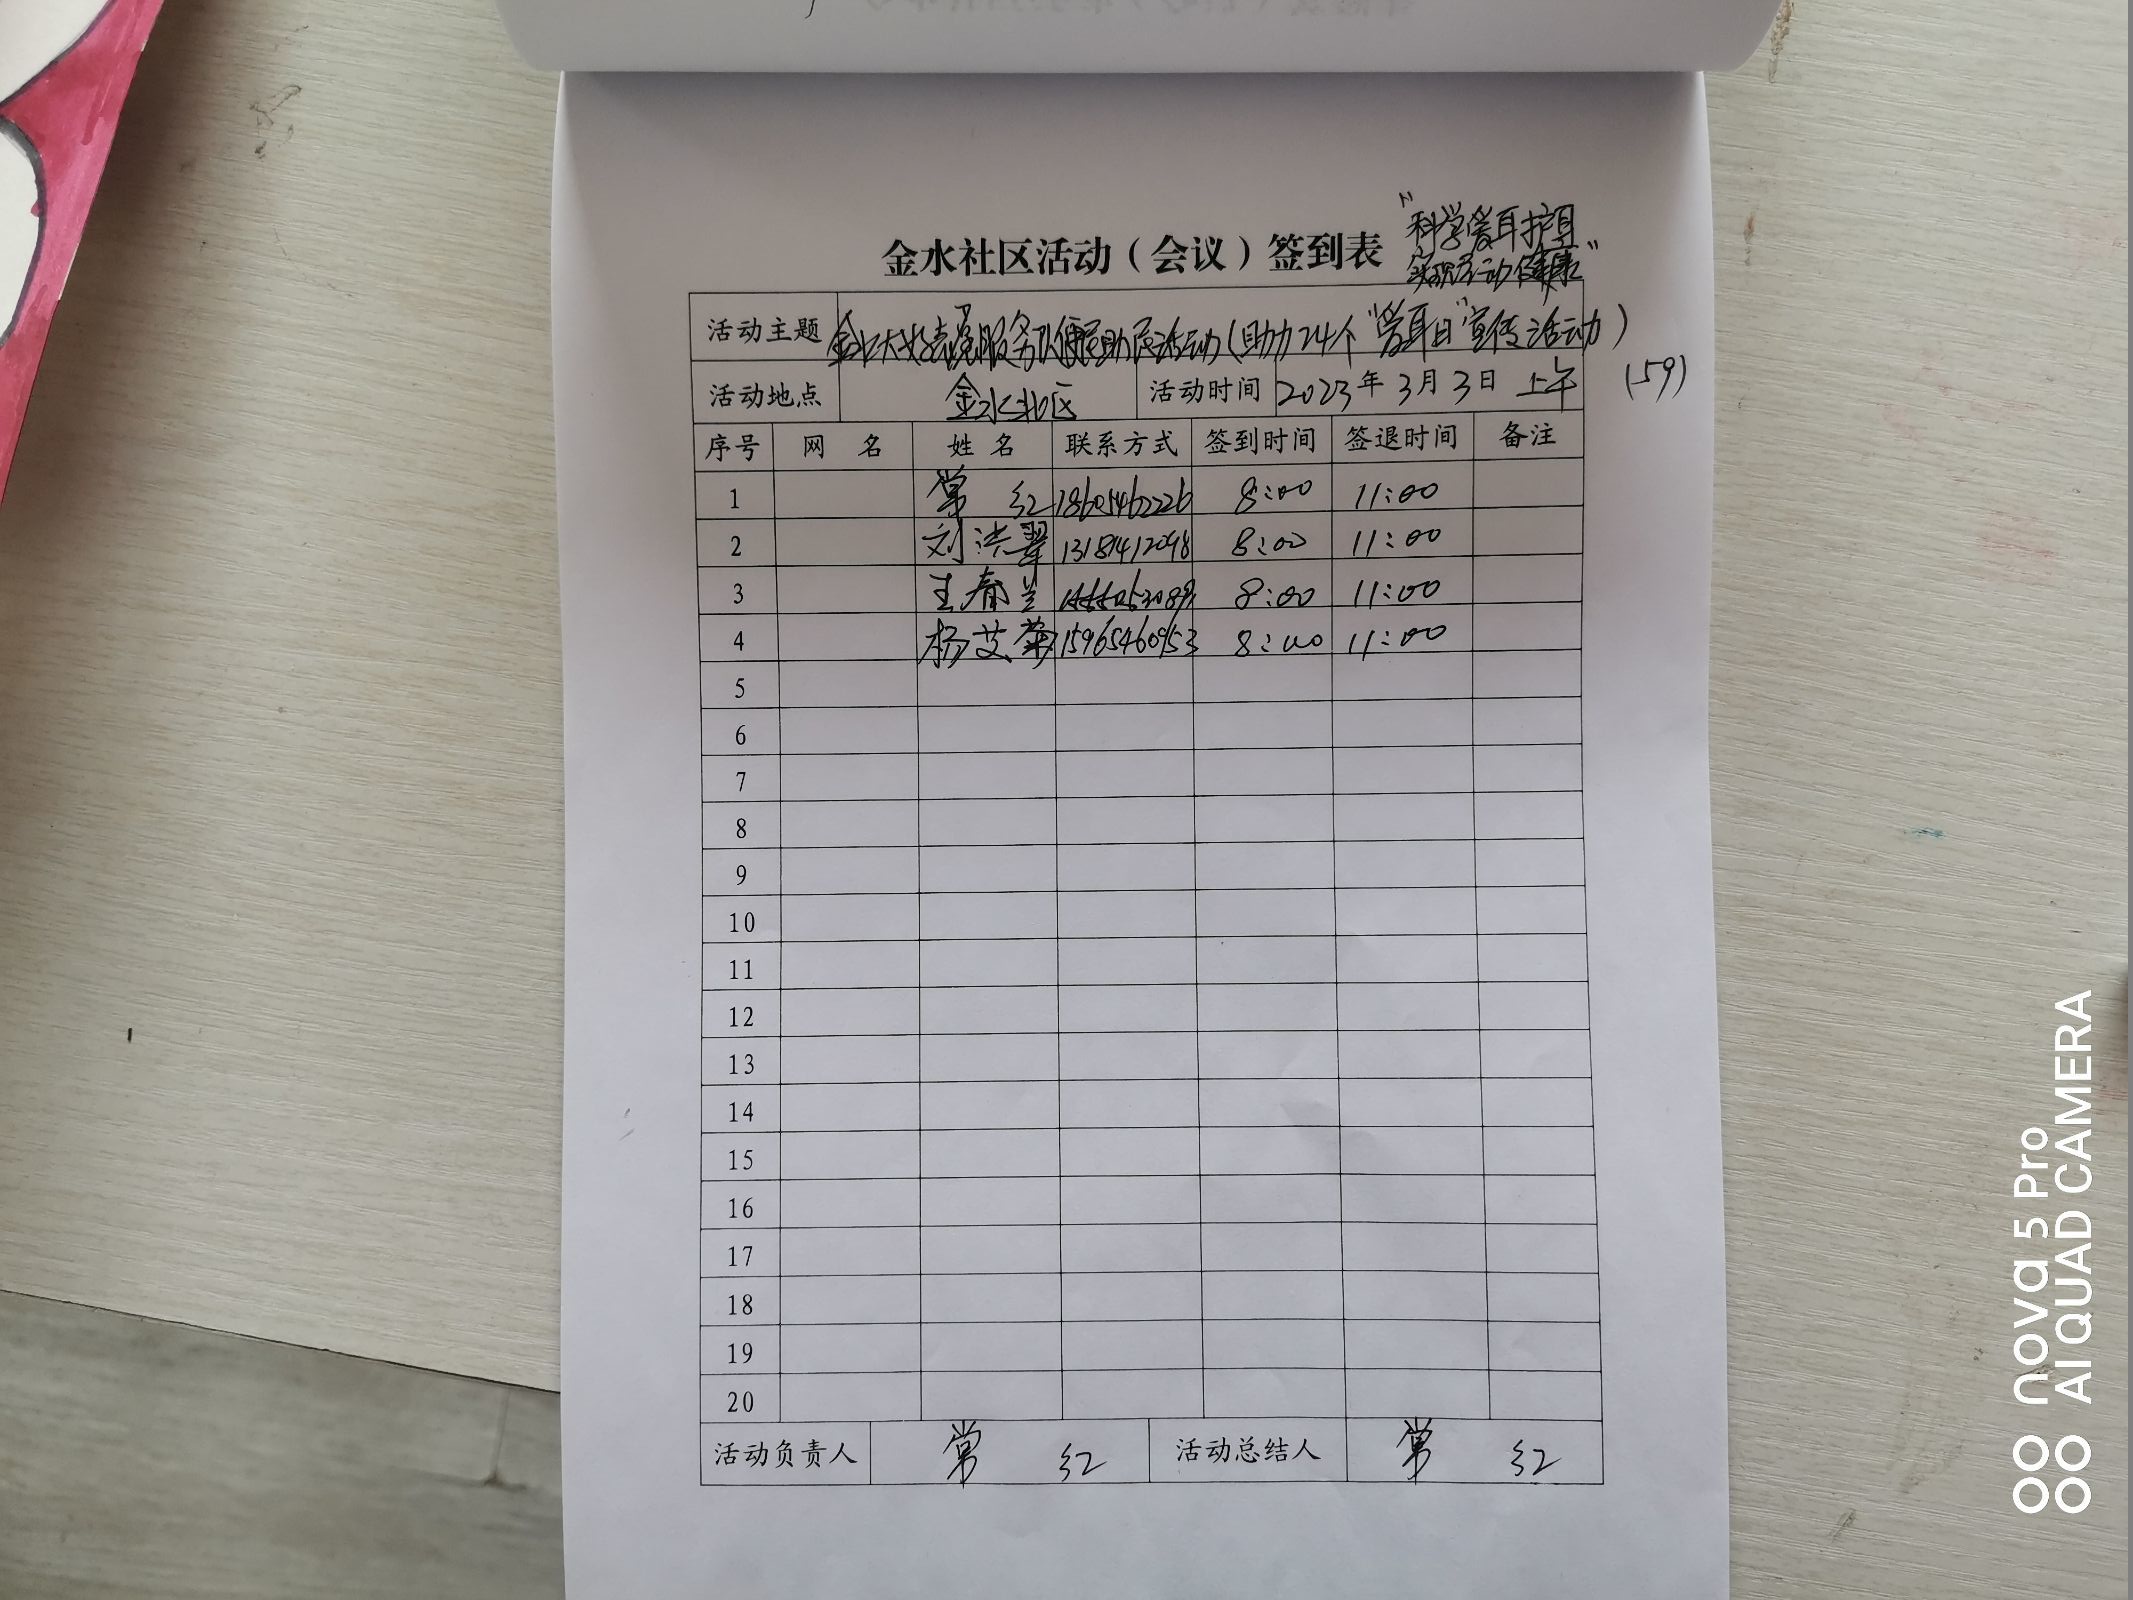 "科学爱耳护耳
实现主动健康"
金水社区活动（会议）签到表
活动主题 金水大嫂志愿服务队便民助民活动(助力24个"爱耳日"宣传活动)
活动地点 金水北区 活动时间 2023年3月3日 上午 (59)
序号 网 名 姓 名 联系方式 签到时间 签退时间 备注
1 常 红 18605462226 8:00 11:00
2 刘洪翠 13181412098 8:00 11:00
3 王春兰 8:00 11:00
4 杨艾菊 15965460953 8:00 11:00
5
6
7
8
9
10
11
12
13
14
15
16
17
18
19
20
活动负责人 常 红 活动总结人 常 红
nova 5 Pro
AI QUAD CAMERA